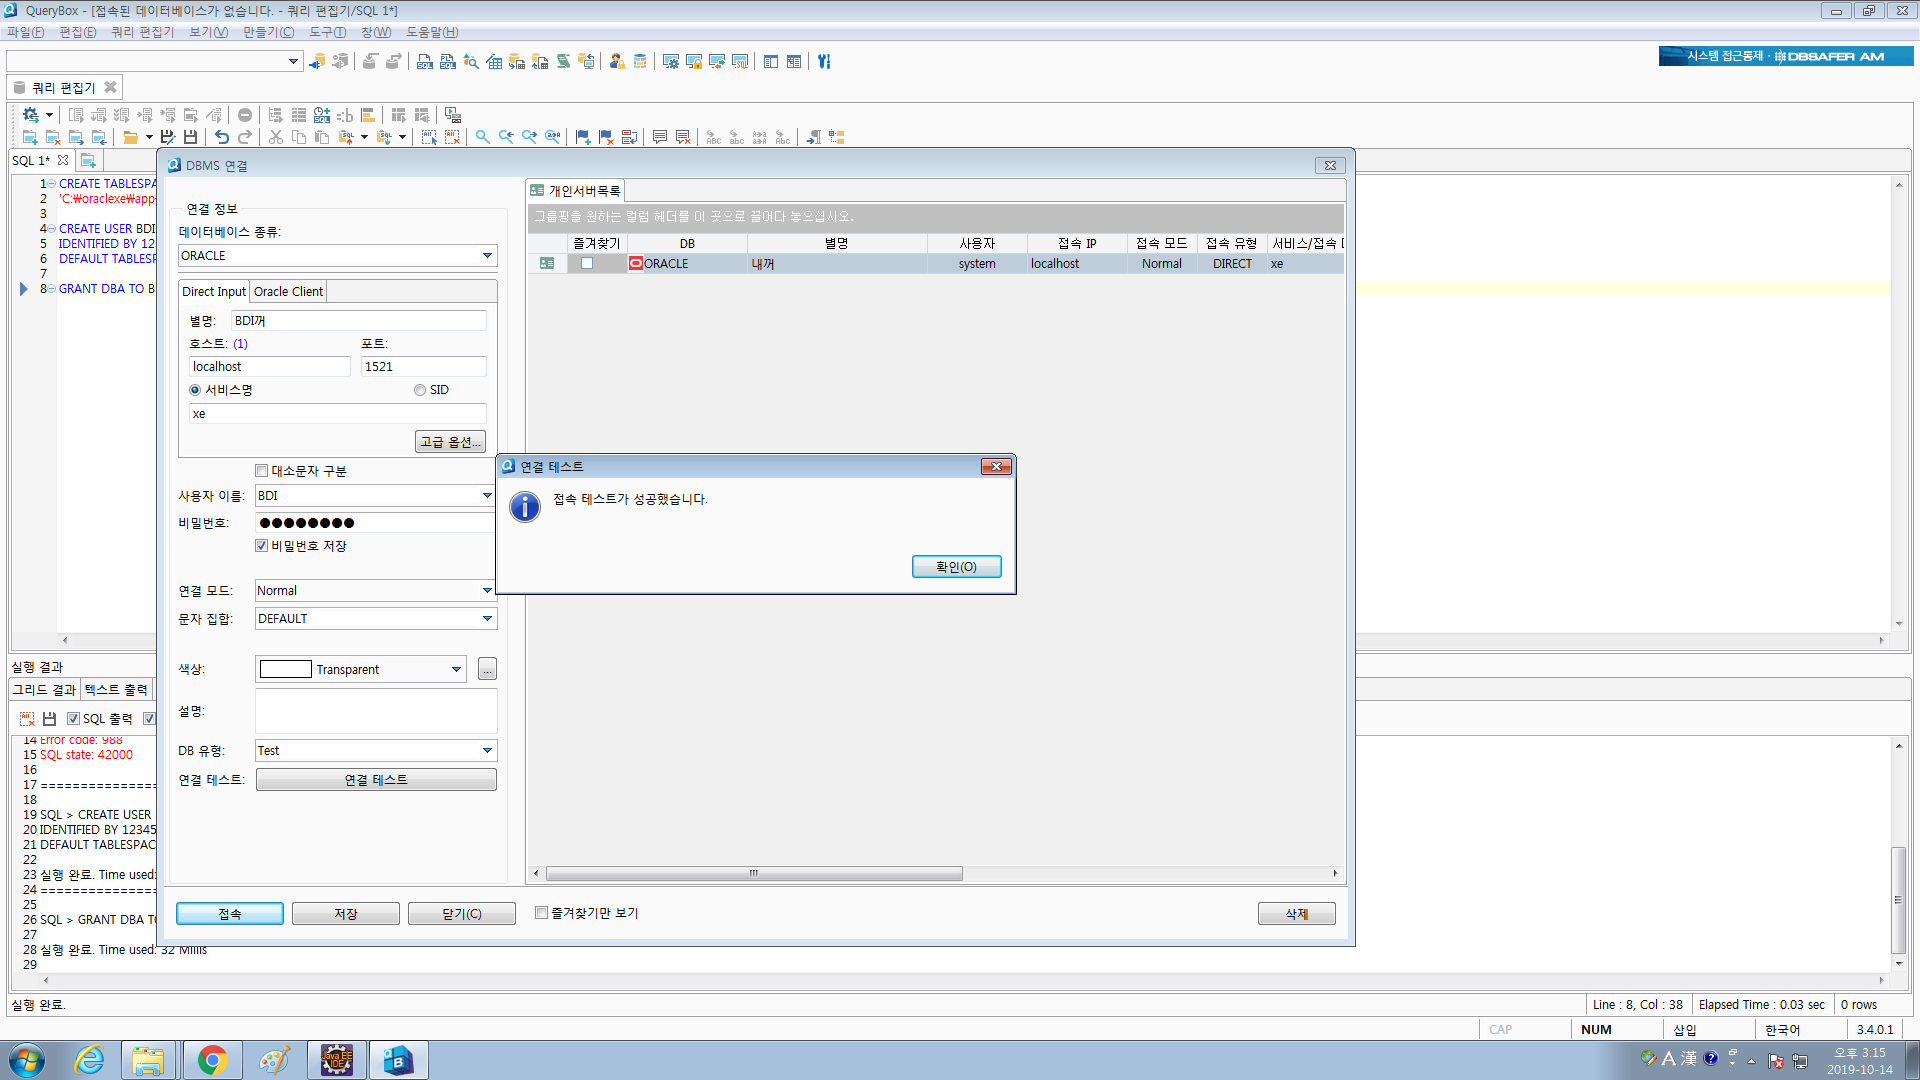 QueryBox - [접속된 데이터베이스가 없습니다. - 쿼리 편집기/SQL 1*]
파일(F) 편집(E) 쿼리 편집기 보기(V) 만들기(C) 도구(T) 창(W) 도움말(H)
시스템 접근통제 · DBSAFER AM
쿼리 편집기
SQL 1*
1 CREATE TABLESPA
2 'C:\oraclexe\app
3
4 CREATE USER BDI
5 IDENTIFIED BY 12
6 DEFAULT TABLESP
7
8 GRANT DBA TO B
DBMS 연결
연결 정보
데이터베이스 종류:
ORACLE
Direct Input Oracle Client
별명: BDI꺼
호스트: (1) 포트:
localhost 1521
서비스명 SID
xe
고급 옵션...
대소문자 구분
사용자 이름: BDI
비밀번호: ●●●●●●●●
비밀번호 저장
연결 모드: Normal
문자 집합: DEFAULT
색상: Transparent ...
설명:
DB 유형: Test
연결 테스트: 연결 테스트
접속 저장 닫기(C) 즐겨찾기만 보기 삭제
개인서버목록
그룹핑을 원하는 컬럼 헤더를 이 곳으로 끌어다 놓으십시오.
즐겨찾기 DB 별명 사용자 접속 IP 접속 모드 접속 유형 서비스/접속
ORACLE 내꺼 system localhost Normal DIRECT xe
연결 테스트
접속 테스트가 성공했습니다.
확인(O)
실행 결과
그리드 결과 텍스트 출력
SQL 출력
14 Error code: 988
15 SQL state: 42000
16
17 ================
18
19 SQL > CREATE USER
20 IDENTIFIED BY 12345
21 DEFAULT TABLESPAC
22
23 실행 완료. Time used:
24 ================
25
26 SQL > GRANT DBA TO
27
28 실행 완료. Time used: 32 Millis
29
실행 완료. Line : 8, Col : 38 Elapsed Time : 0.03 sec 0 rows
CAP NUM 삽입 한국어 3.4.0.1
Java EE
IDE
B
A 漢 ?
오후 3:15
2019-10-14